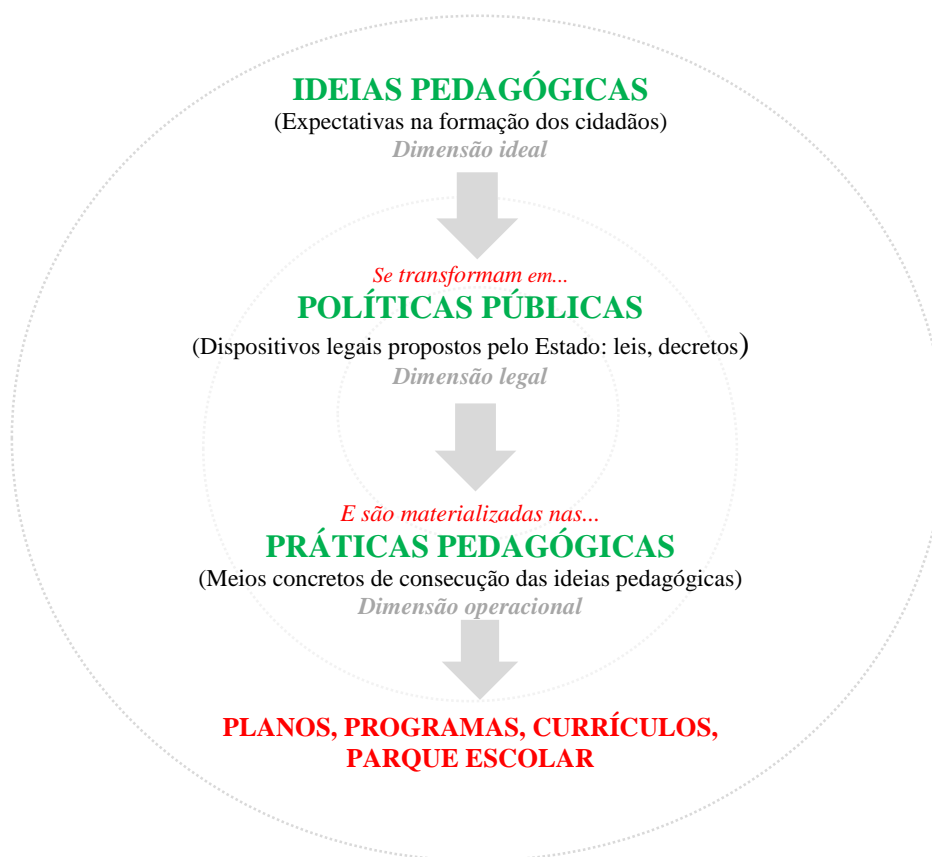 IDEIAS PEDAGÓGICAS
(Expectativas na formação dos cidadãos)
Dimensão ideal
Se transformam em...
POLÍTICAS PÚBLICAS
(Dispositivos legais propostos pelo Estado: leis, decretos)
Dimensão legal
E são materializadas nas...
PRÁTICAS PEDAGÓGICAS
(Meios concretos de consecução das ideias pedagógicas)
Dimensão operacional
PLANOS, PROGRAMAS, CURRÍCULOS,
PARQUE ESCOLAR